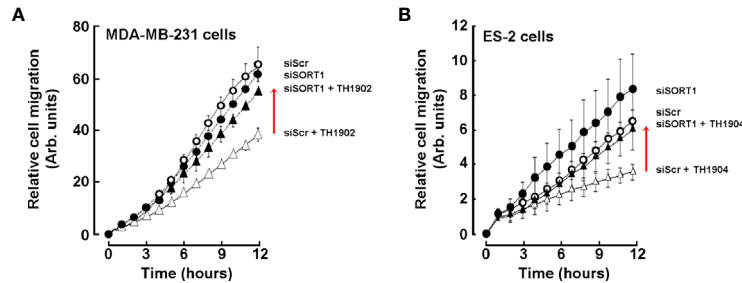 A
MDA-MB-231 cells
Relative cell migration
(Arb. units)
80
60
40
20
0
0 3 6 9 12
Time (hours)
siScr
siSORT1
siSORT1 + TH1902
siScr + TH1902
B
ES-2 cells
Relative cell migration
(Arb. units)
12
10
8
6
4
2
0
0 3 6 9 12
Time (hours)
siSORT1
siScr
siSORT1 + TH1904
siScr + TH1904